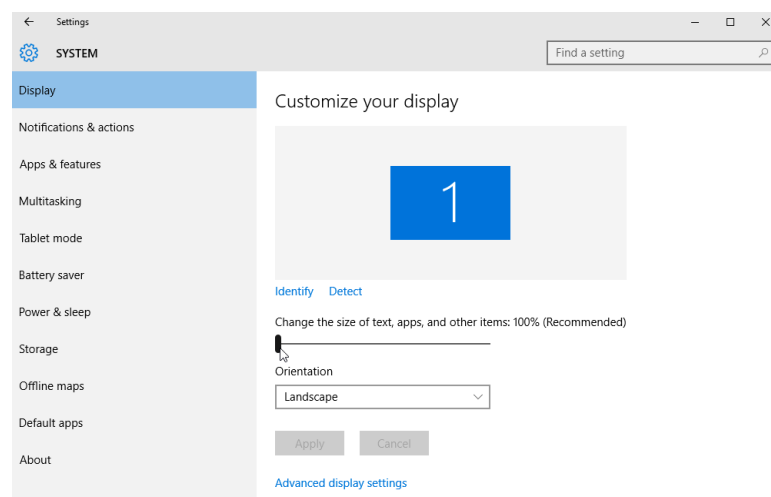 Settings
SYSTEM
Find a setting
Display
Notifications & actions
Apps & features
Multitasking
Tablet mode
Battery saver
Power & sleep
Storage
Offline maps
Default apps
About
Customize your display
1
Identify Detect
Change the size of text, apps, and other items: 100% (Recommended)
Orientation
Landscape
Apply Cancel
Advanced display settings